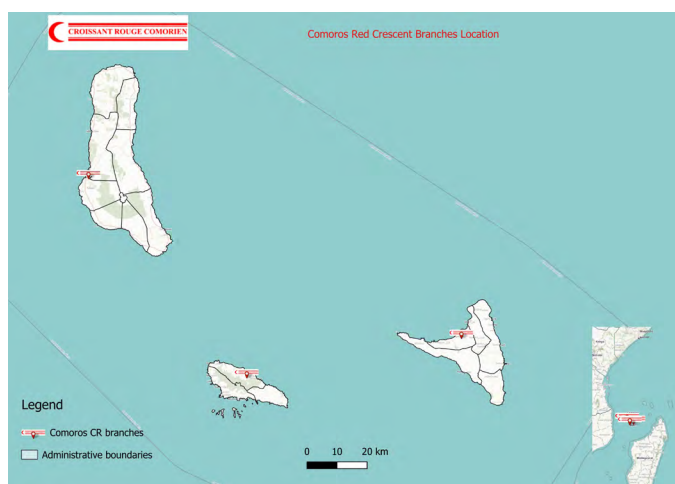 CROISSANT ROUGE COMORIEN
Comoros Red Crescent Branches Location
Legend
Comoros CR branches
Administrative boundaries
0 10 20 km